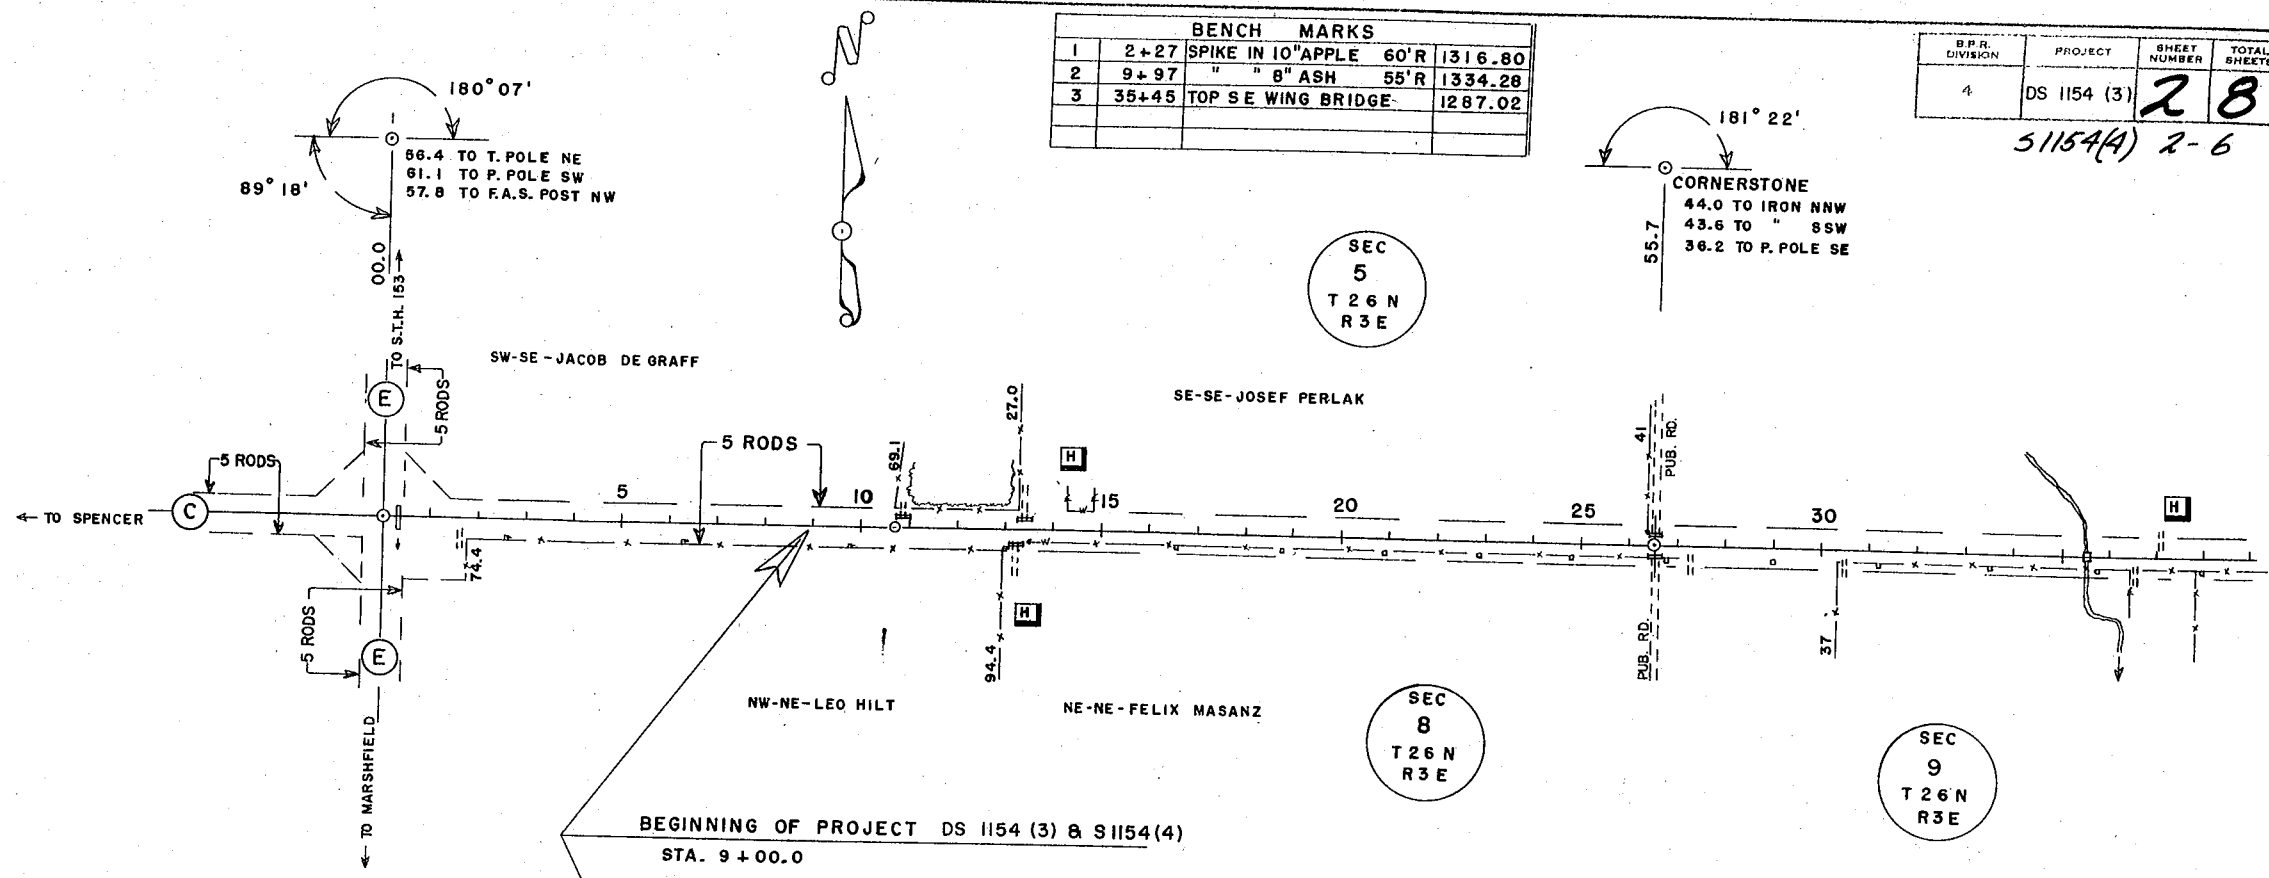 BENCH MARKS
1 2+27 SPIKE IN 10" APPLE 60'R 1316.80
2 9+97 " " 8" ASH 55'R 1334.28
3 35+45 TOP SE WING BRIDGE 1287.02
B.P.R. DIVISION PROJECT SHEET NUMBER TOTAL SHEETS
4 DS 1154 (3) 2 8
S1154(4) 2-6
N
180°07'
89°18'
66.4 TO T. POLE NE
61.1 TO P. POLE SW
57.8 TO F.A.S. POST NW
00.0
TO S.T.H. 153
181°22'
CORNERSTONE
44.0 TO IRON NNW
43.6 TO " SSW
36.2 TO P. POLE SE
55.7
SEC
5
T 26 N
R 3 E
SW-SE-JACOB DE GRAFF
SE-SE-JOSEF PERLAK
E
5 RODS
5 RODS
5 RODS
C
TO SPENCER
5 10 15 20 25 30
69.1
27.0
H
41
PUB. RD.
H
74.4
94.4
H
PUB. RD.
37
5 RODS
E
TO MARSHFIELD
NW-NE-LEO HILT
NE-NE-FELIX MASANZ
SEC
8
T 26 N
R 3 E
SEC
9
T 26 N
R 3 E
BEGINNING OF PROJECT DS 1154 (3) & S1154(4)
STA. 9+00.0